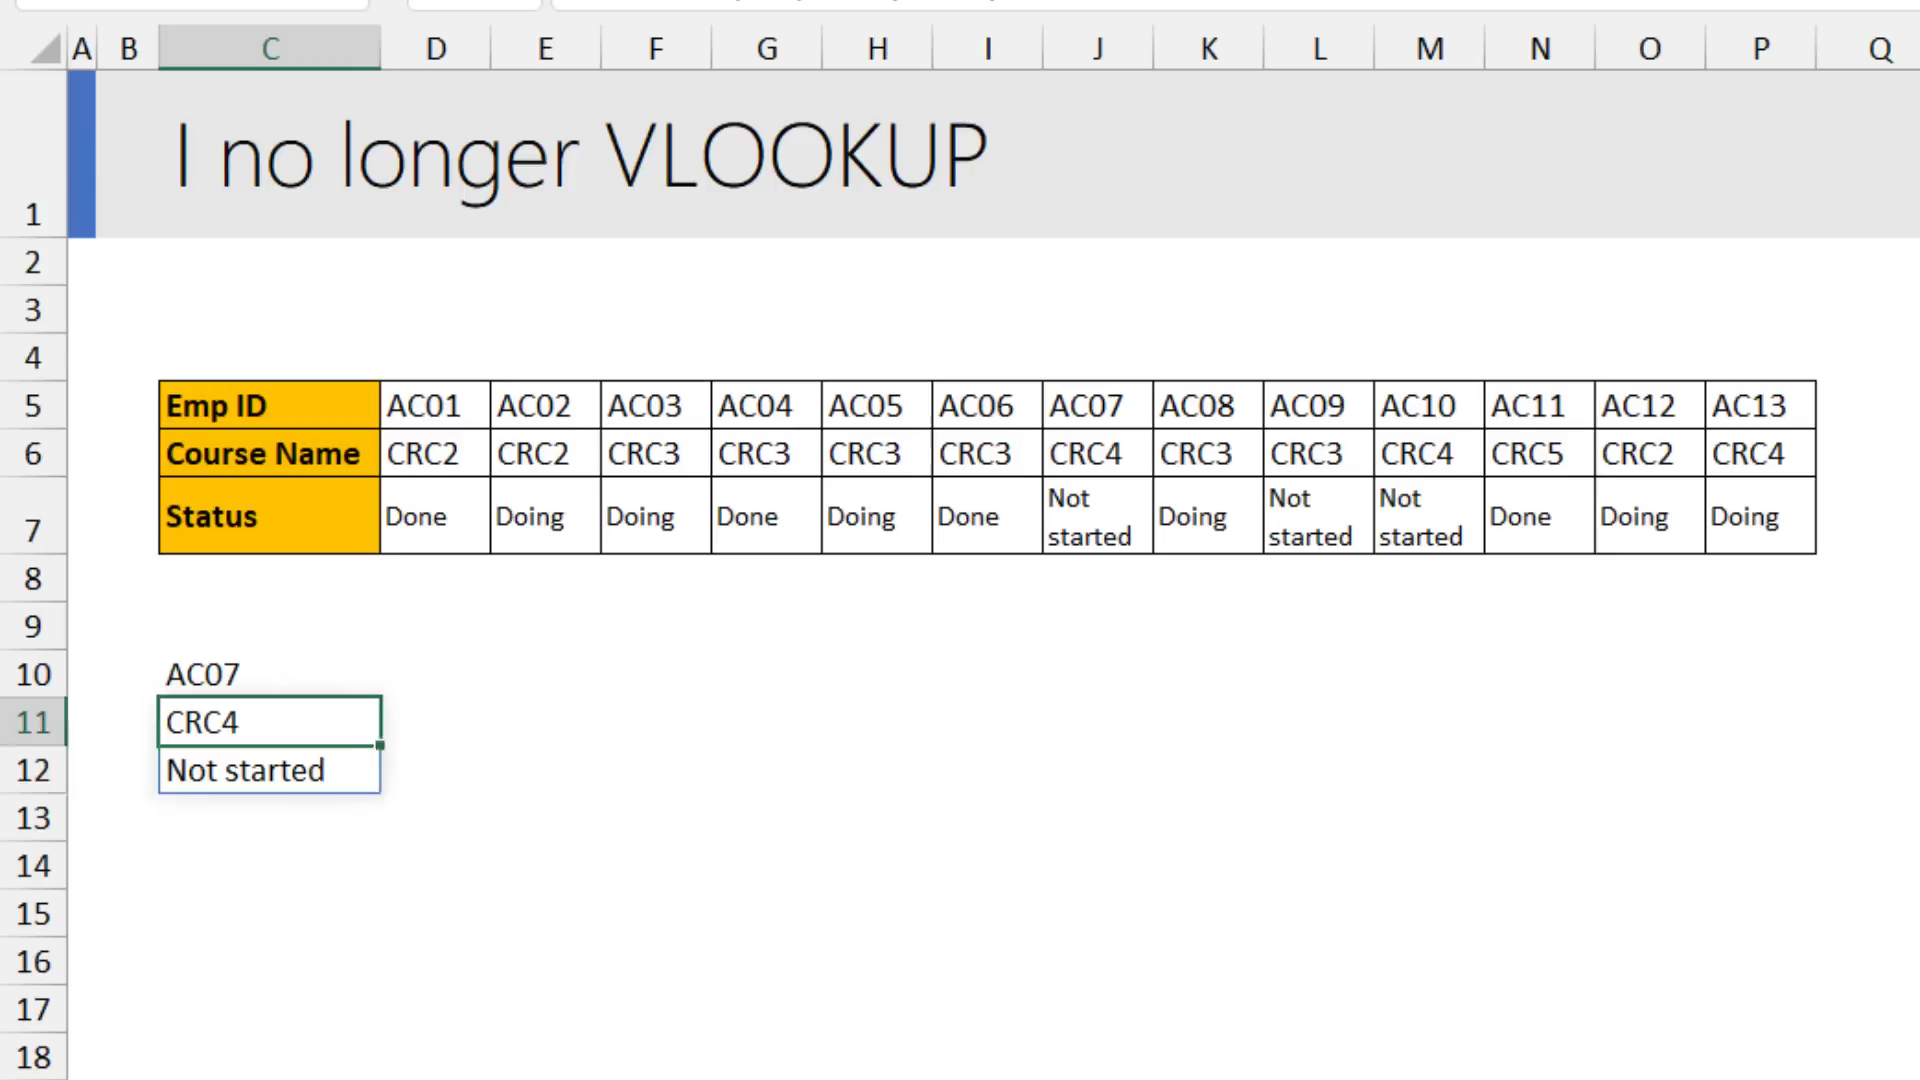 A B C D E F G H I J K L M N O P Q
1 I no longer VLOOKUP
2
3
4
5 Emp ID AC01 AC02 AC03 AC04 AC05 AC06 AC07 AC08 AC09 AC10 AC11 AC12 AC13
6 Course Name CRC2 CRC2 CRC3 CRC3 CRC3 CRC3 CRC4 CRC3 CRC3 CRC4 CRC5 CRC2 CRC4
7 Status Done Doing Doing Done Doing Done Not started Doing Not started Not started Done Doing Doing
8
9
10 AC07
11 CRC4
12 Not started
13
14
15
16
17
18